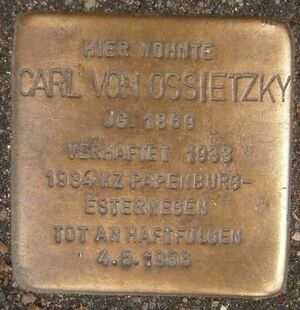 HIER WOHNTE
CARL VON OSSIETZKY
JG. 1889
VERHAFTET 1933
1934 KZ PAPENBURG-
ESTERWEGEN
TOT AN HAFTFOLGEN
4.5.1938